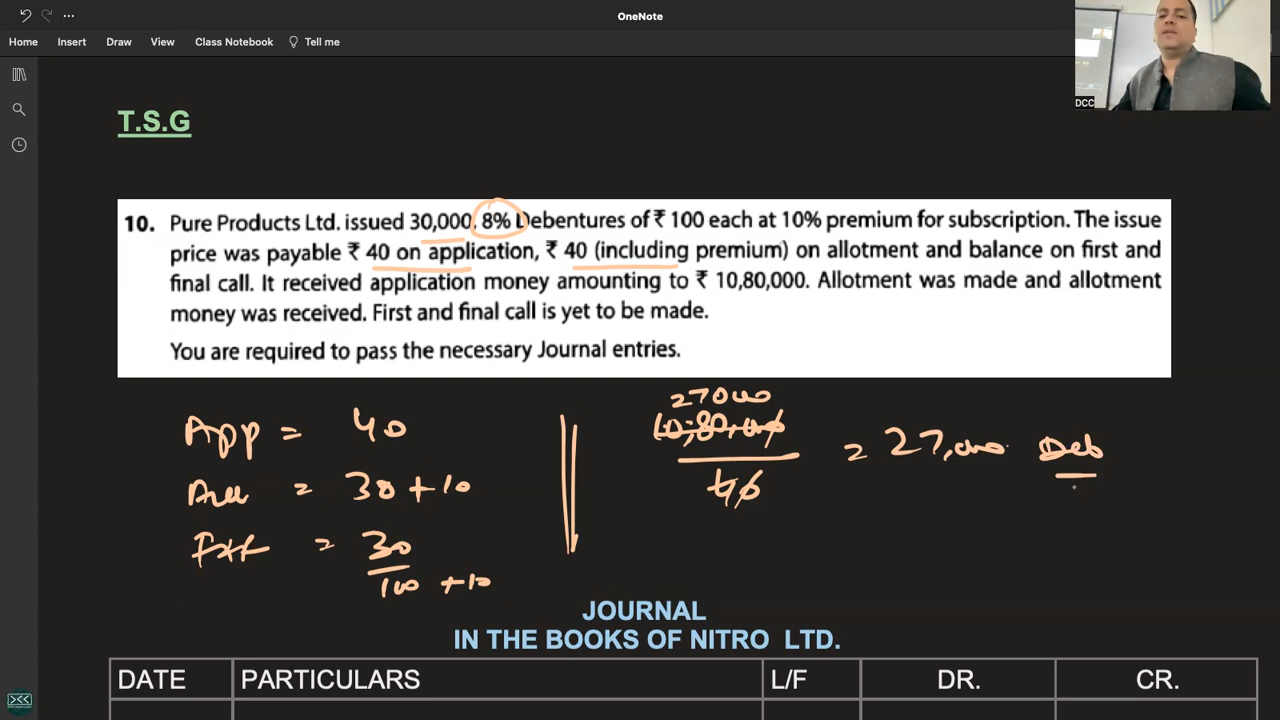 OneNote
Home Insert Draw View Class Notebook Tell me
DCC
T.S.G
10. Pure Products Ltd. issued 30,000, 8% Debentures of ₹ 100 each at 10% premium for subscription. The issue
price was payable ₹ 40 on application, ₹ 40 (including premium) on allotment and balance on first and
final call. It received application money amounting to ₹ 10,80,000. Allotment was made and allotment
money was received. First and final call is yet to be made.
You are required to pass the necessary Journal entries.
App = 40
All = 30 + 10
= 30
100 + 10
27000
10,80,000
40
= 27,000 Deb
JOURNAL
IN THE BOOKS OF NITRO LTD.
DATE PARTICULARS L/F DR. CR.